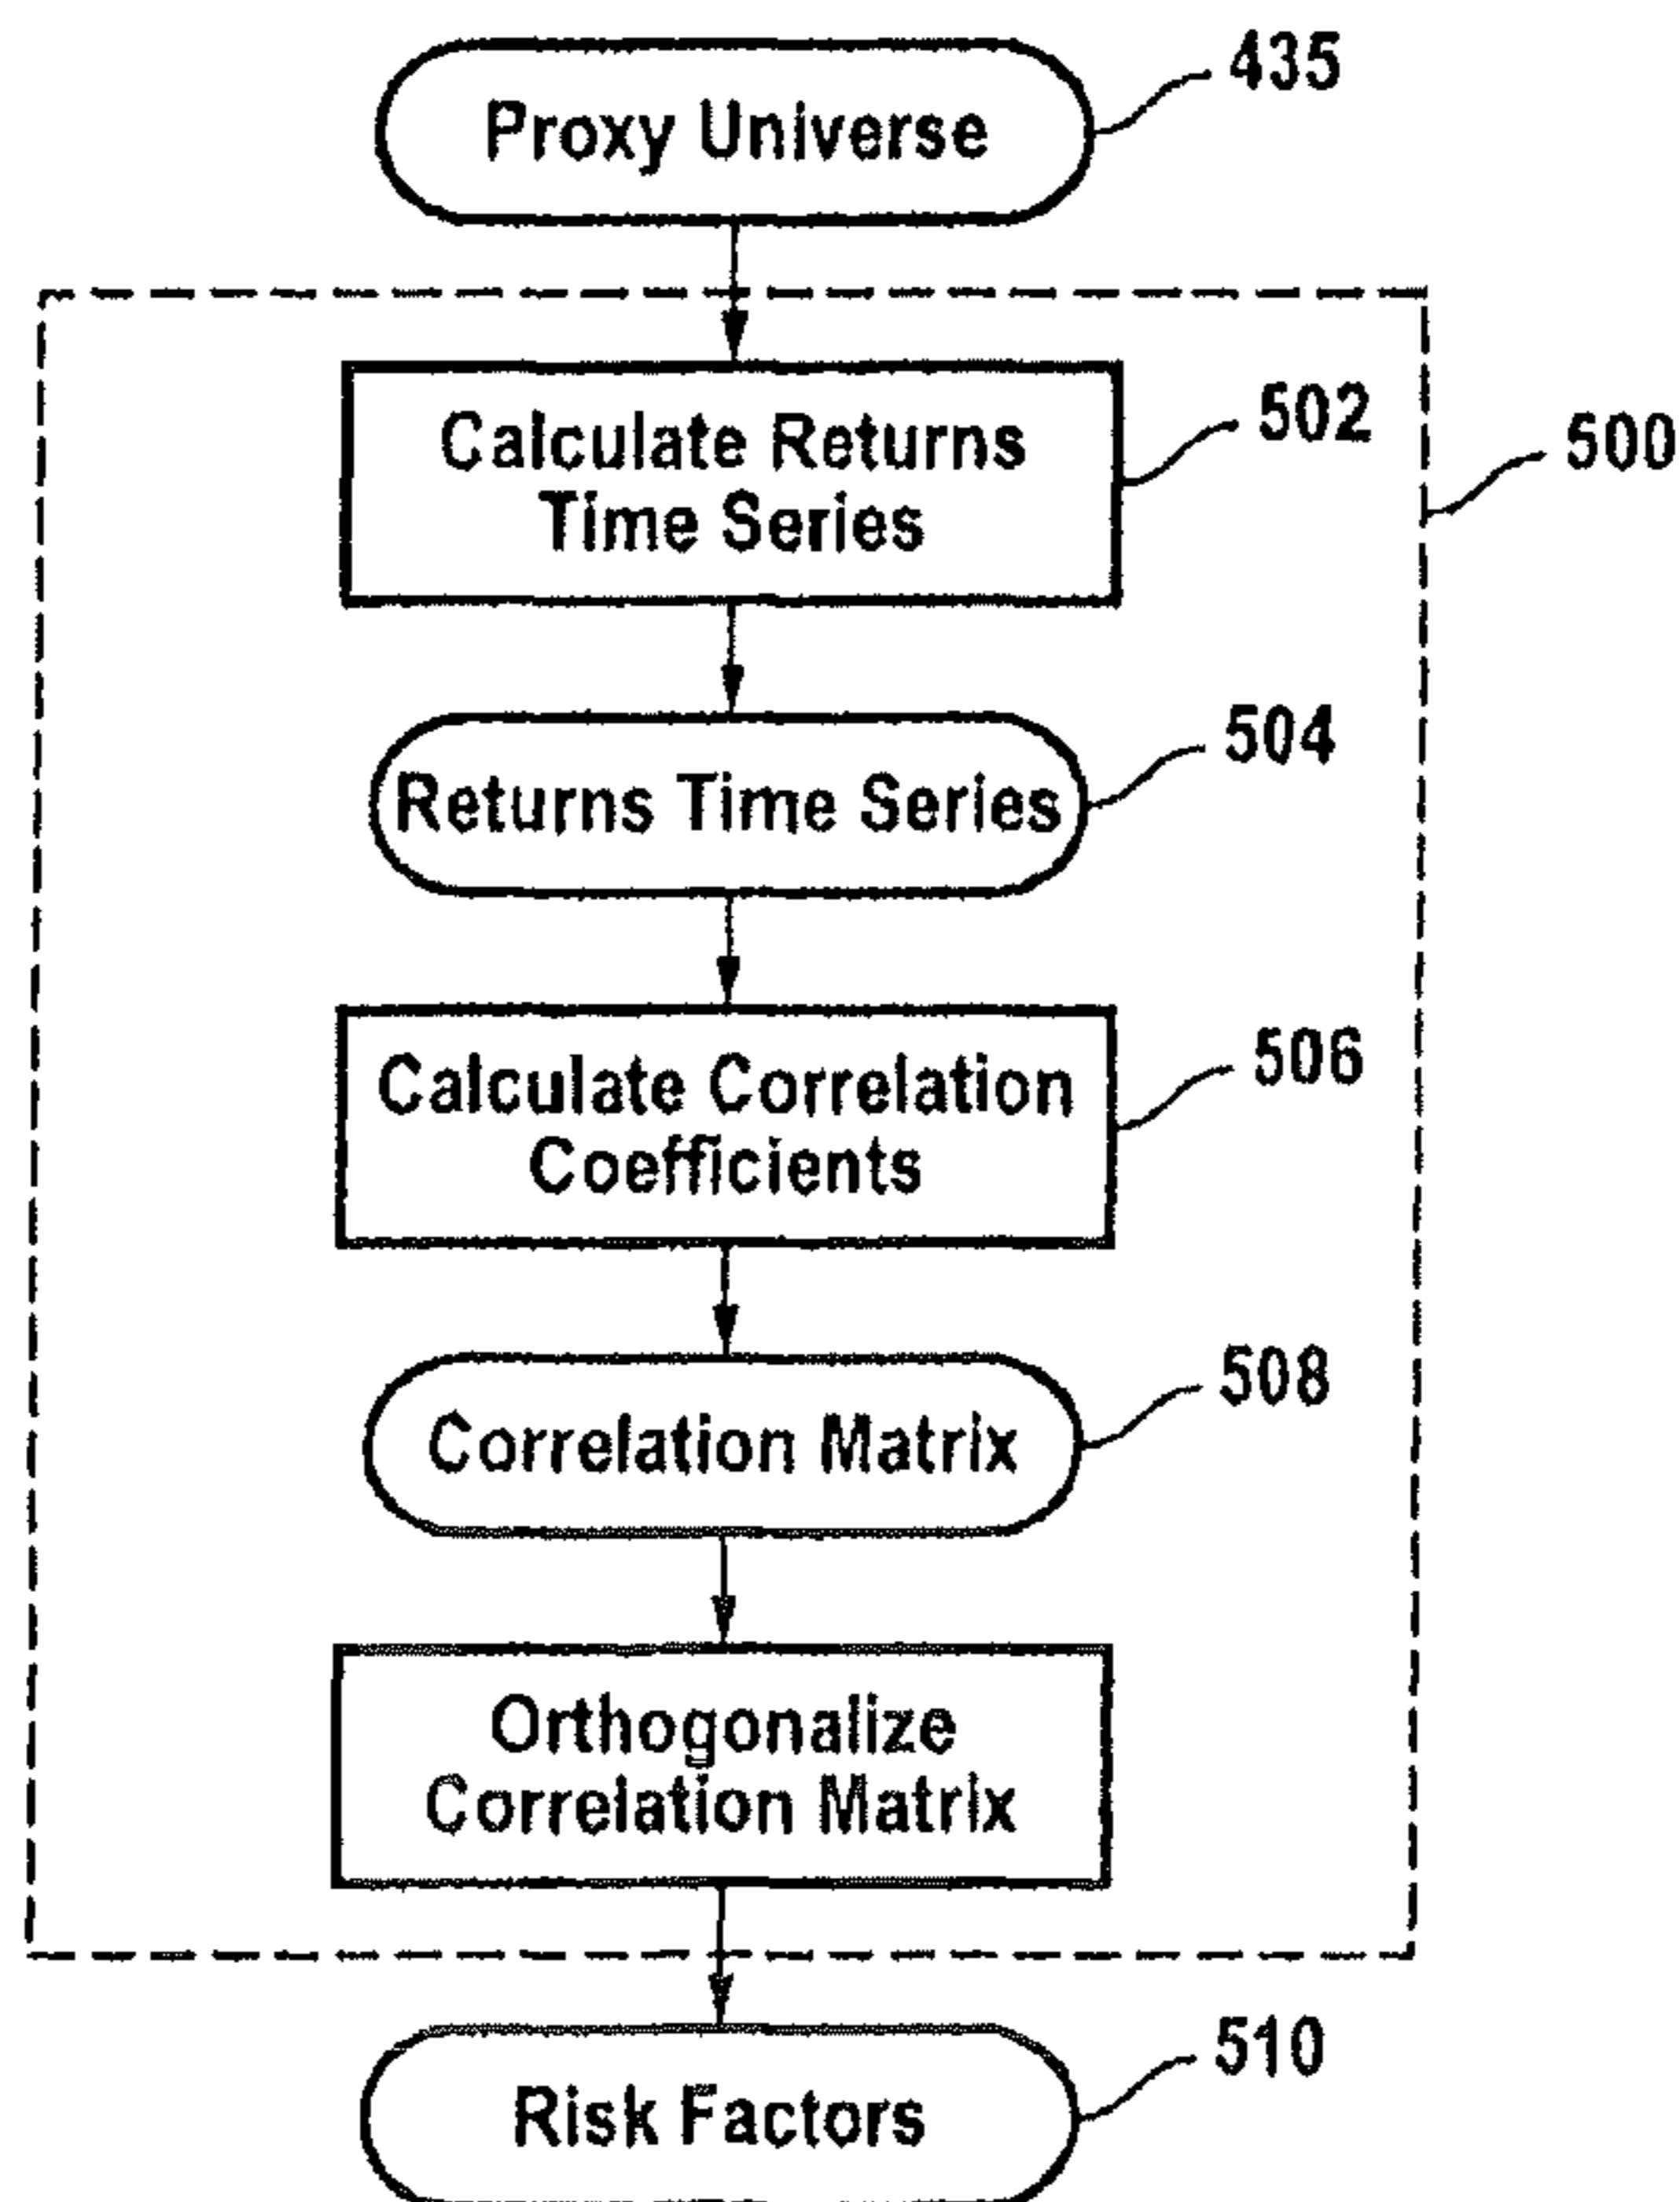 Proxy Universe
435
Calculate Returns
Time Series
502
500
Returns Time Series
504
Calculate Correlation
Coefficients
506
Correlation Matrix
508
Orthogonalize
Correlation Matrix
Risk Factors
510